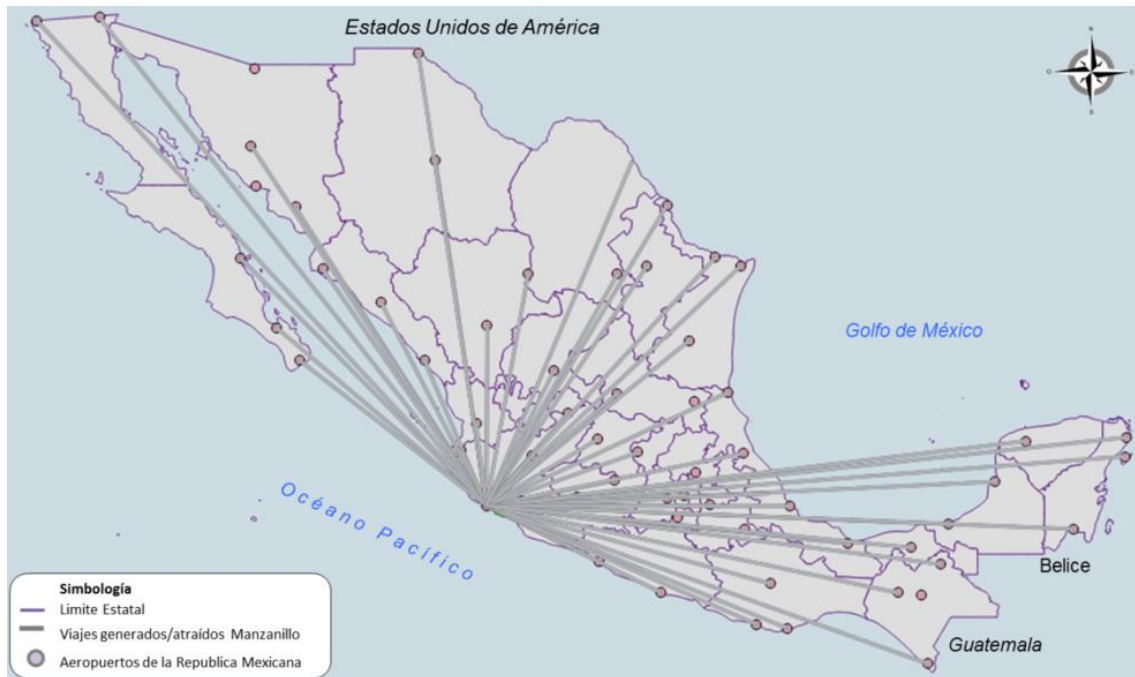 Estados Unidos de América
N
O
E
S
Golfo de México
Océano Pacífico
Belice
Guatemala
Simbología
Limite Estatal
Viajes generados/atraídos Manzanillo
Aeropuertos de la Republica Mexicana